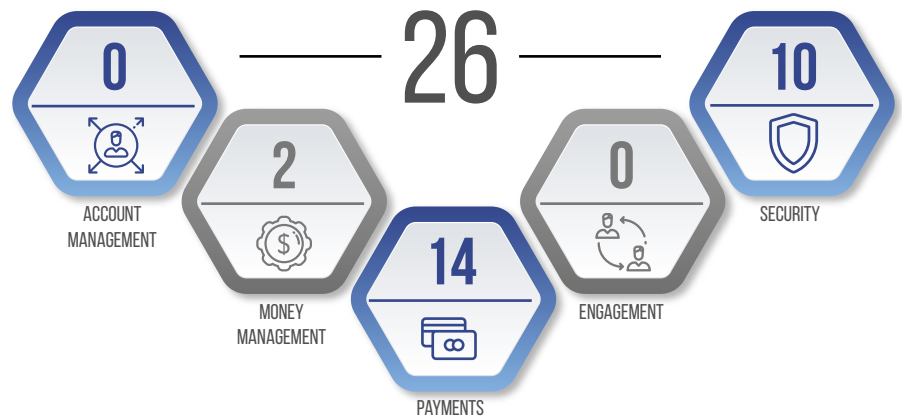 26
0
ACCOUNT
MANAGEMENT
2
$
MONEY
MANAGEMENT
14
PAYMENTS
0
ENGAGEMENT
10
SECURITY